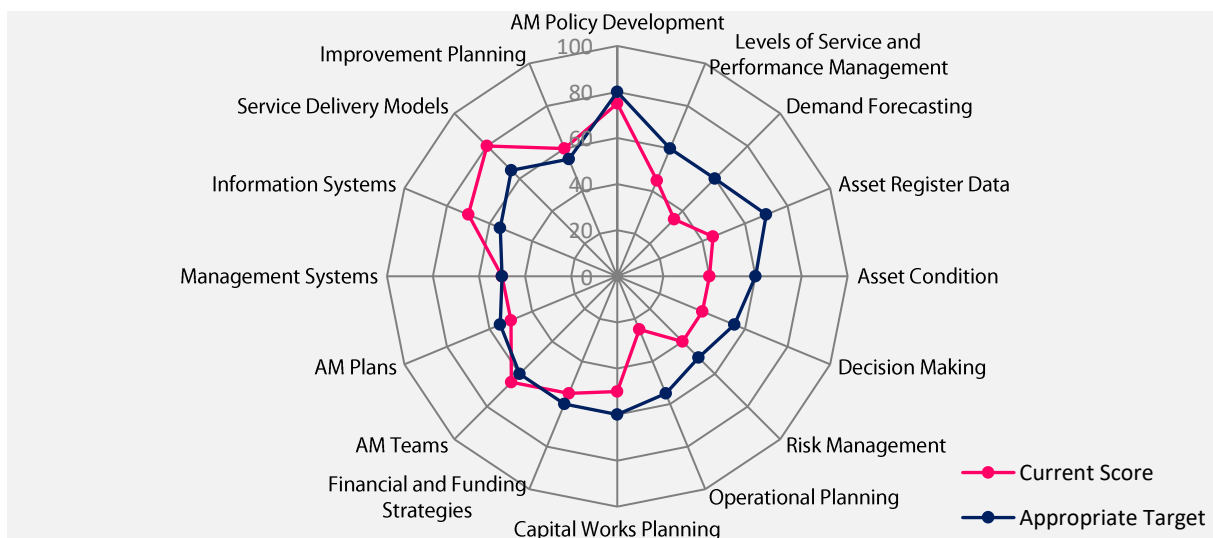 AM Policy Development
Levels of Service and
Performance Management
Demand Forecasting
Asset Register Data
Asset Condition
Decision Making
Risk Management
Operational Planning
Capital Works Planning
Financial and Funding
Strategies
AM Teams
AM Plans
Management Systems
Information Systems
Service Delivery Models
Improvement Planning
100
80
60
40
20
0
Current Score
Appropriate Target